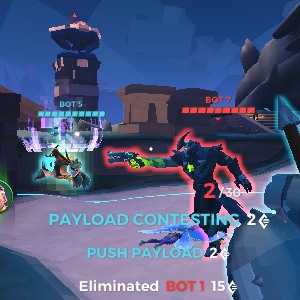 BOT 5
BOT 7
2/30
PAYLOAD CONTESTING 2
PUSH PAYLOAD 2
Eliminated BOT 1 15